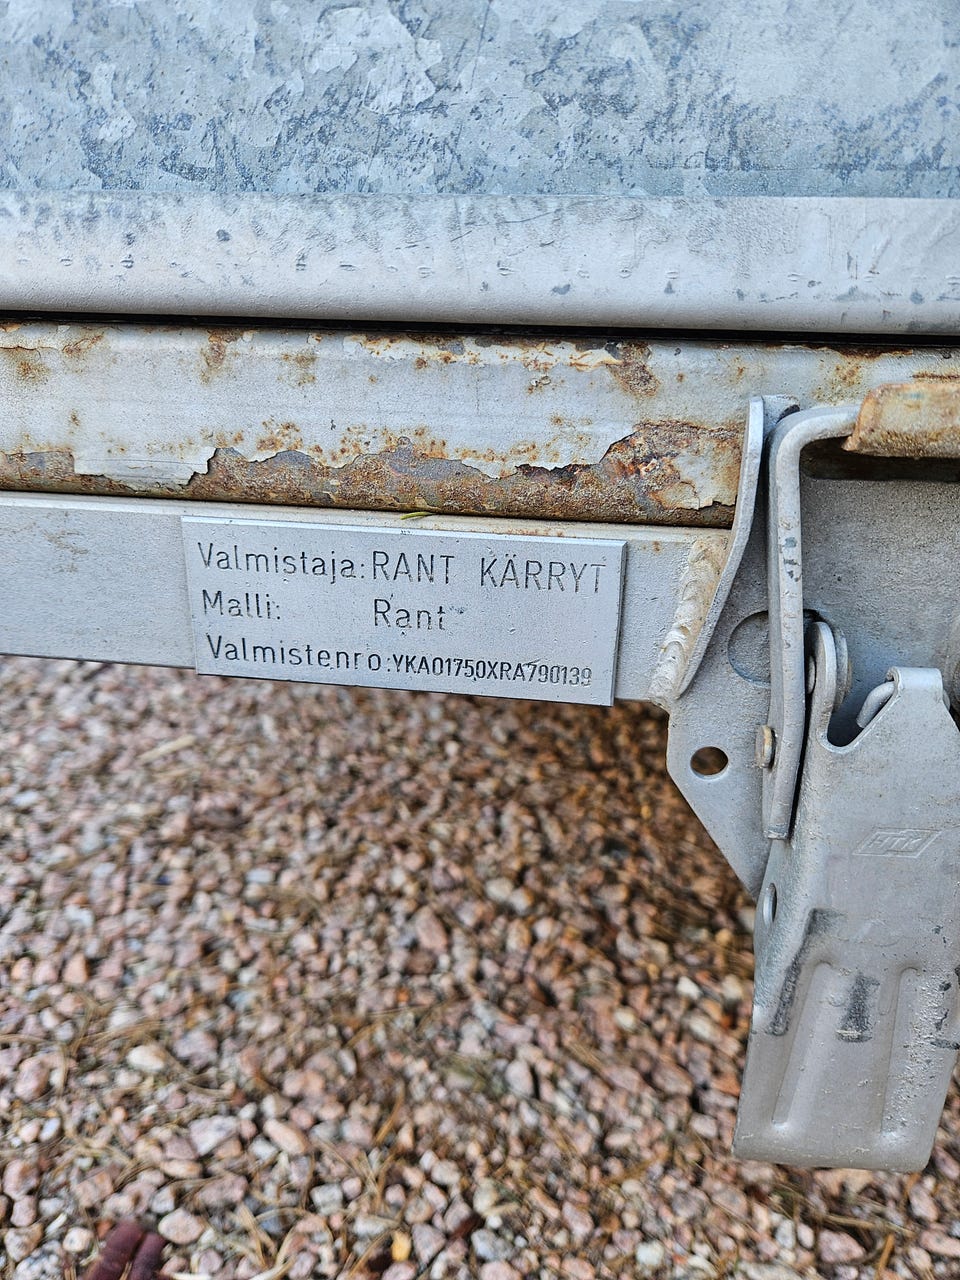 Valmistaja: RANT KÄRRYT
Malli: Rant
Valmistenro: YKA01750XRA790139